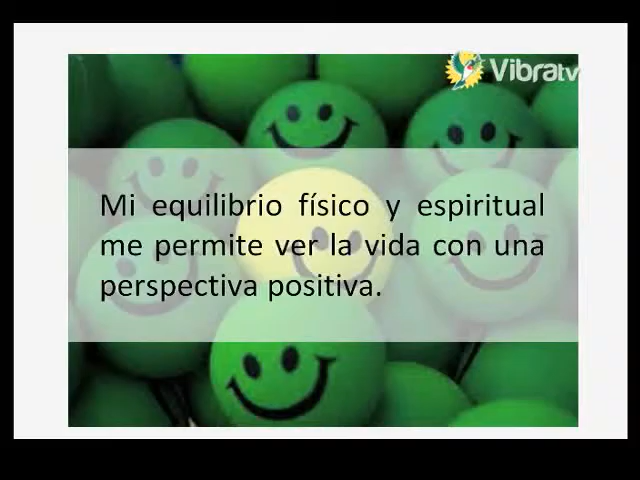 Vibratv
Mi equilibrio físico y espiritual
me permite ver la vida con una
perspectiva positiva.